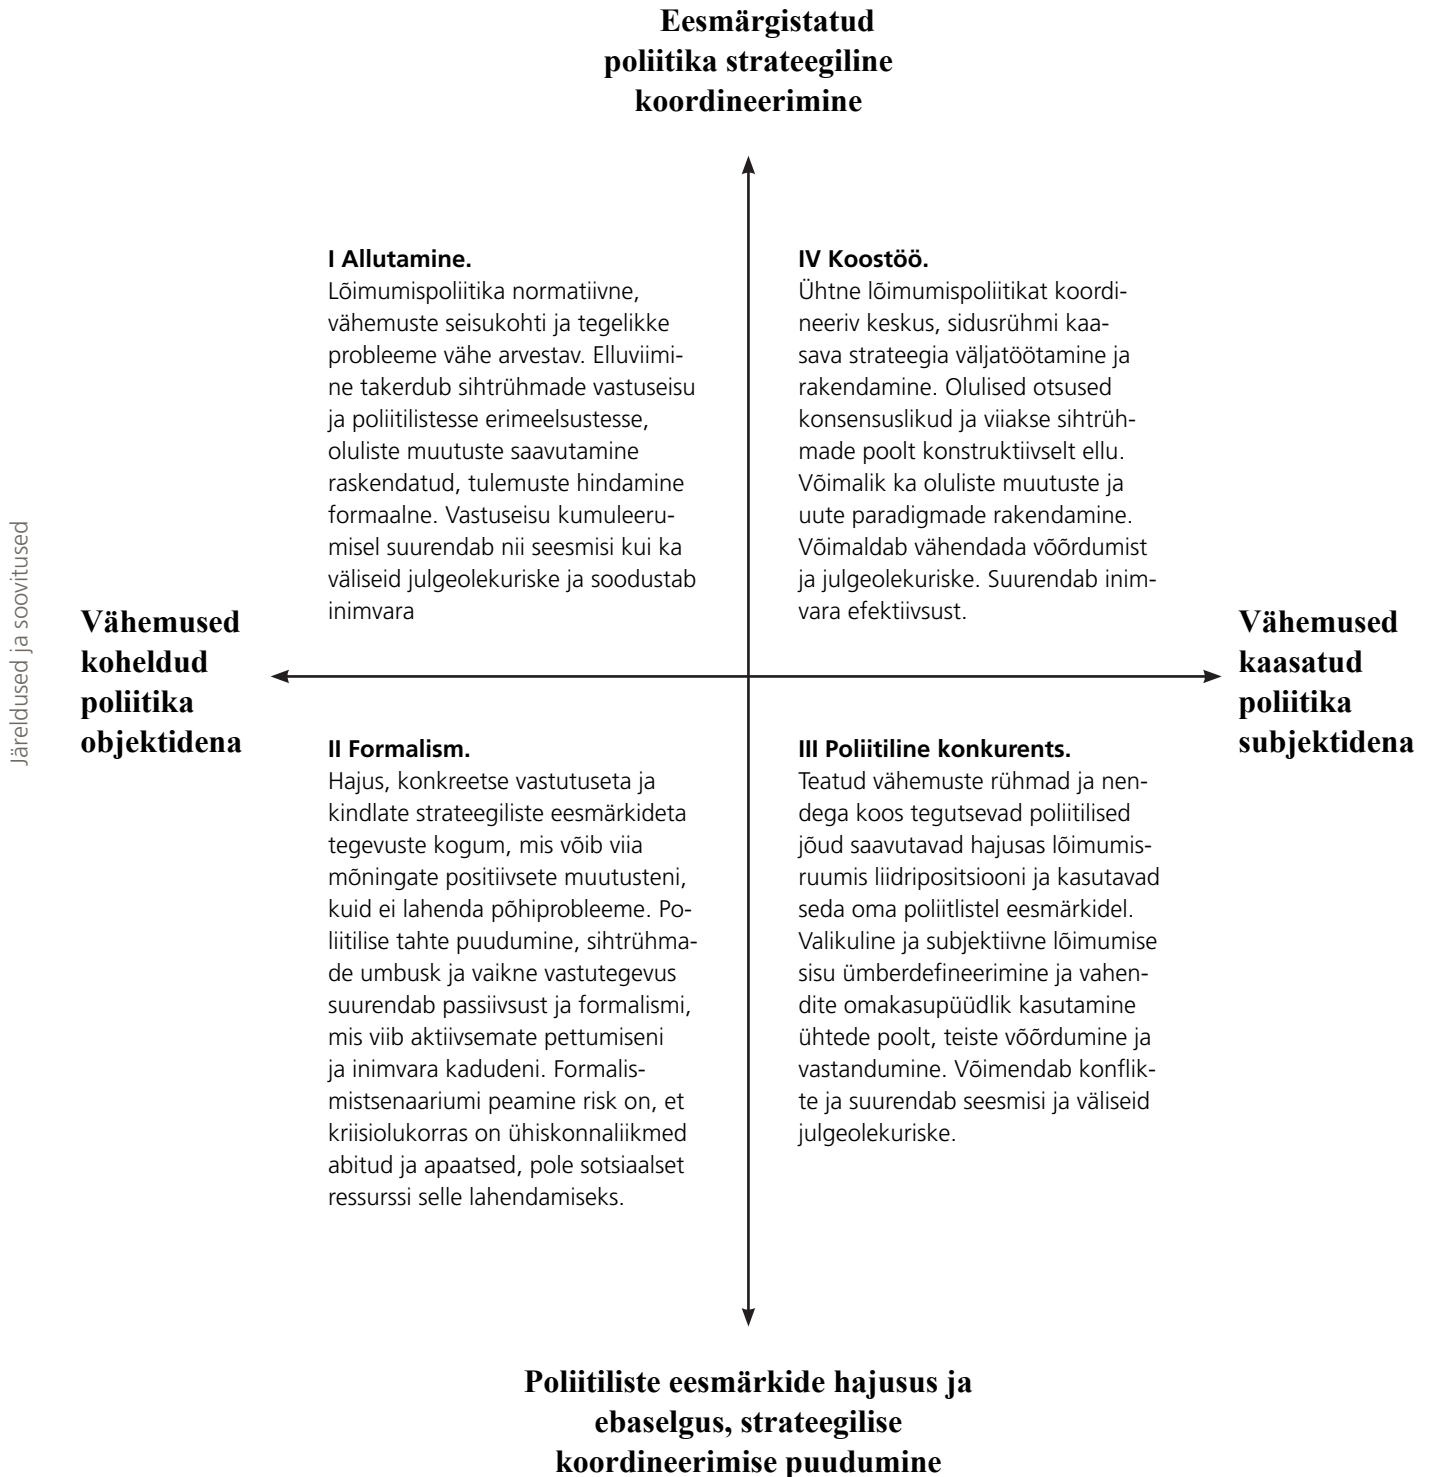 Eesmärgistatud
poliitika strateegiline
koordineerimine
I Allutamine.
Lõimumispoliitika normatiivne,
vähemuste seisukohti ja tegelikke
probleeme vähe arvestav. Elluviimi-
ne takerdub sihtrühmade vastuseisu
ja poliitilistesse erimeelsustesse,
oluliste muutuste saavutamine
raskendatud, tulemuste hindamine
formaalne. Vastuseisu kumuleeru-
misel suurendab nii seesmisi kui ka
väliseid julgeolekuriske ja soodustab
inimvara
IV Koostöö.
Ühtne lõimumispoliitikat koordi-
neeriv keskus, sidusrühmi kaa-
sava strateegia väljatöötamine ja
rakendamine. Olulised otsused
konsensuslikud ja viiakse sihtrüh-
made poolt konstruktiivselt ellu.
Võimalik ka oluliste muutuste ja
uute paradigmade rakendamine.
Võimaldab vähendada võõrdumist
ja julgeolekuriske. Suurendab inim-
vara efektiivsust.
Järeldused ja soovitused
Vähemused
koheldud
poliitika
objektidena
Vähemused
kaasatud
poliitika
subjektidena
II Formalism.
Hajus, konkreetse vastutuseta ja
kindlate strateegiliste eesmärkideta
tegevuste kogum, mis võib viia
mõningate positiivsete muutusteni,
kuid ei lahenda põhiprobleeme. Po-
liitilise tahte puudumine, sihtrühma-
de umbusk ja vaikne vastutegevus
suurendab passiivsust ja formalismi,
mis viib aktiivsemate pettumiseni
ja inimvara kadudeni. Formalis-
mistsenaariumi peamine risk on, et
kriisiolukorras on ühiskonnaliikmed
abitud ja apaatsed, pole sotsiaalset
ressurssi selle lahendamiseks.
III Poliitiline konkurents.
Teatud vähemuste rühmad ja nen-
dega koos tegutsevad poliitilised
jõud saavutavad hajusas lõimumis-
ruumis liidripositsiooni ja kasutavad
seda oma poliitlistel eesmärkidel.
Valikuline ja subjektiivne lõimumise
sisu ümberdefineerimine ja vahen-
dite omakasupüüdlik kasutamine
ühtede poolt, teiste võõrdumine ja
vastandumine. Võimendab konflik-
te ja suurendab seesmisi ja väliseid
julgeolekuriske.
Poliitiliste eesmärkide hajusus ja
ebaselgus, strateegilise
koordineerimise puudumine